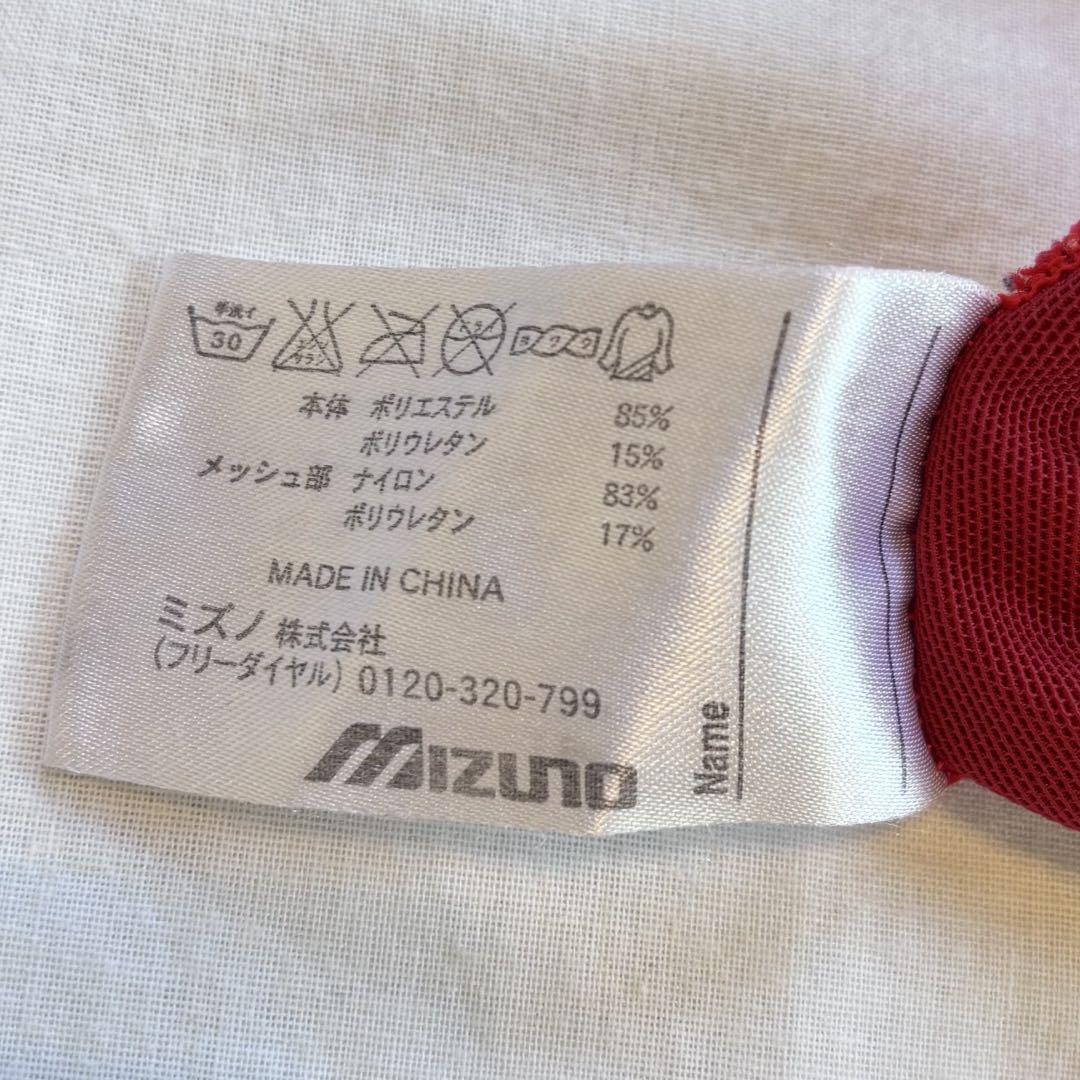 手洗イ
30
本体 ポリエステル 85%
ポリウレタン 15%
メッシュ部 ナイロン 83%
ポリウレタン 17%
MADE IN CHINA
ミズノ 株式会社
(フリーダイヤル) 0120-320-799
MIZUNO
Name